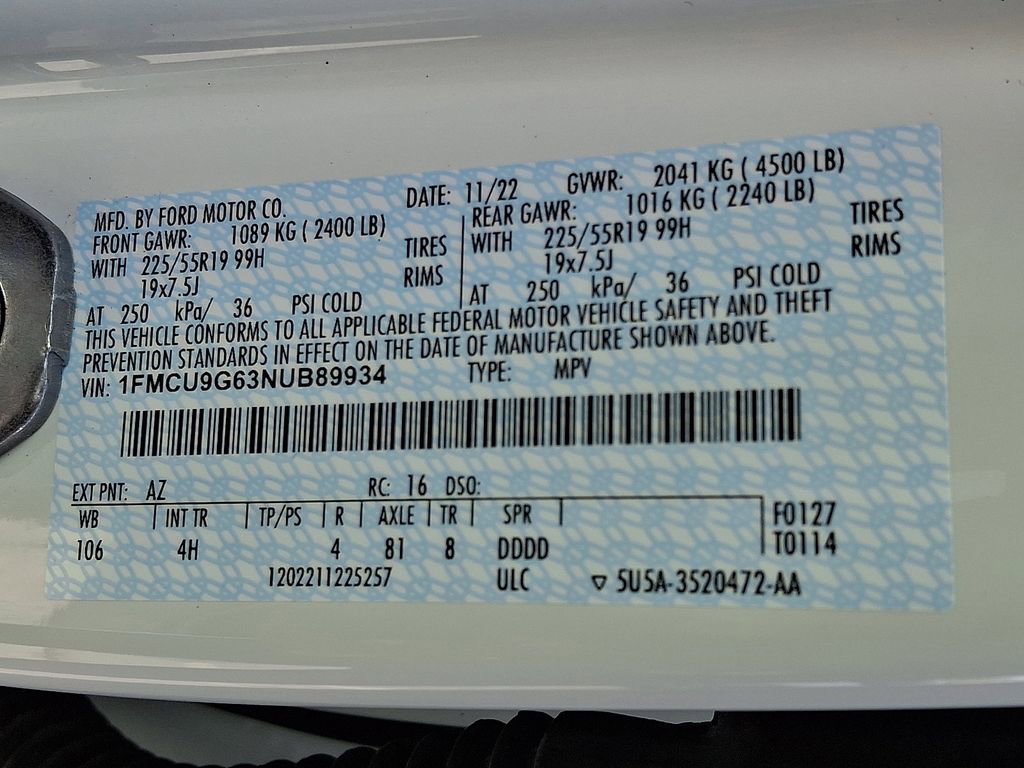 MFD. BY FORD MOTOR CO. DATE: 11/22 GVWR: 2041 KG ( 4500 LB)
FRONT GAWR: 1089 KG ( 2400 LB) REAR GAWR: 1016 KG ( 2240 LB)
WITH 225/55R19 99H TIRES WITH 225/55R19 99H TIRES
19x7.5J RIMS 19x7.5J RIMS
AT 250 kPa/ 36 PSI COLD AT 250 kPa/ 36 PSI COLD
THIS VEHICLE CONFORMS TO ALL APPLICABLE FEDERAL MOTOR VEHICLE SAFETY AND THEFT
PREVENTION STANDARDS IN EFFECT ON THE DATE OF MANUFACTURE SHOWN ABOVE.
VIN: 1FMCU9G63NUB89934 TYPE: MPV
EXT PNT: AZ RC: 16 DSO:
WB INT TR TP/PS R AXLE TR SPR F0127
106 4H 4 81 8 DDDD T0114
1202211225257 ULC ▽ 5U5A-3520472-AA